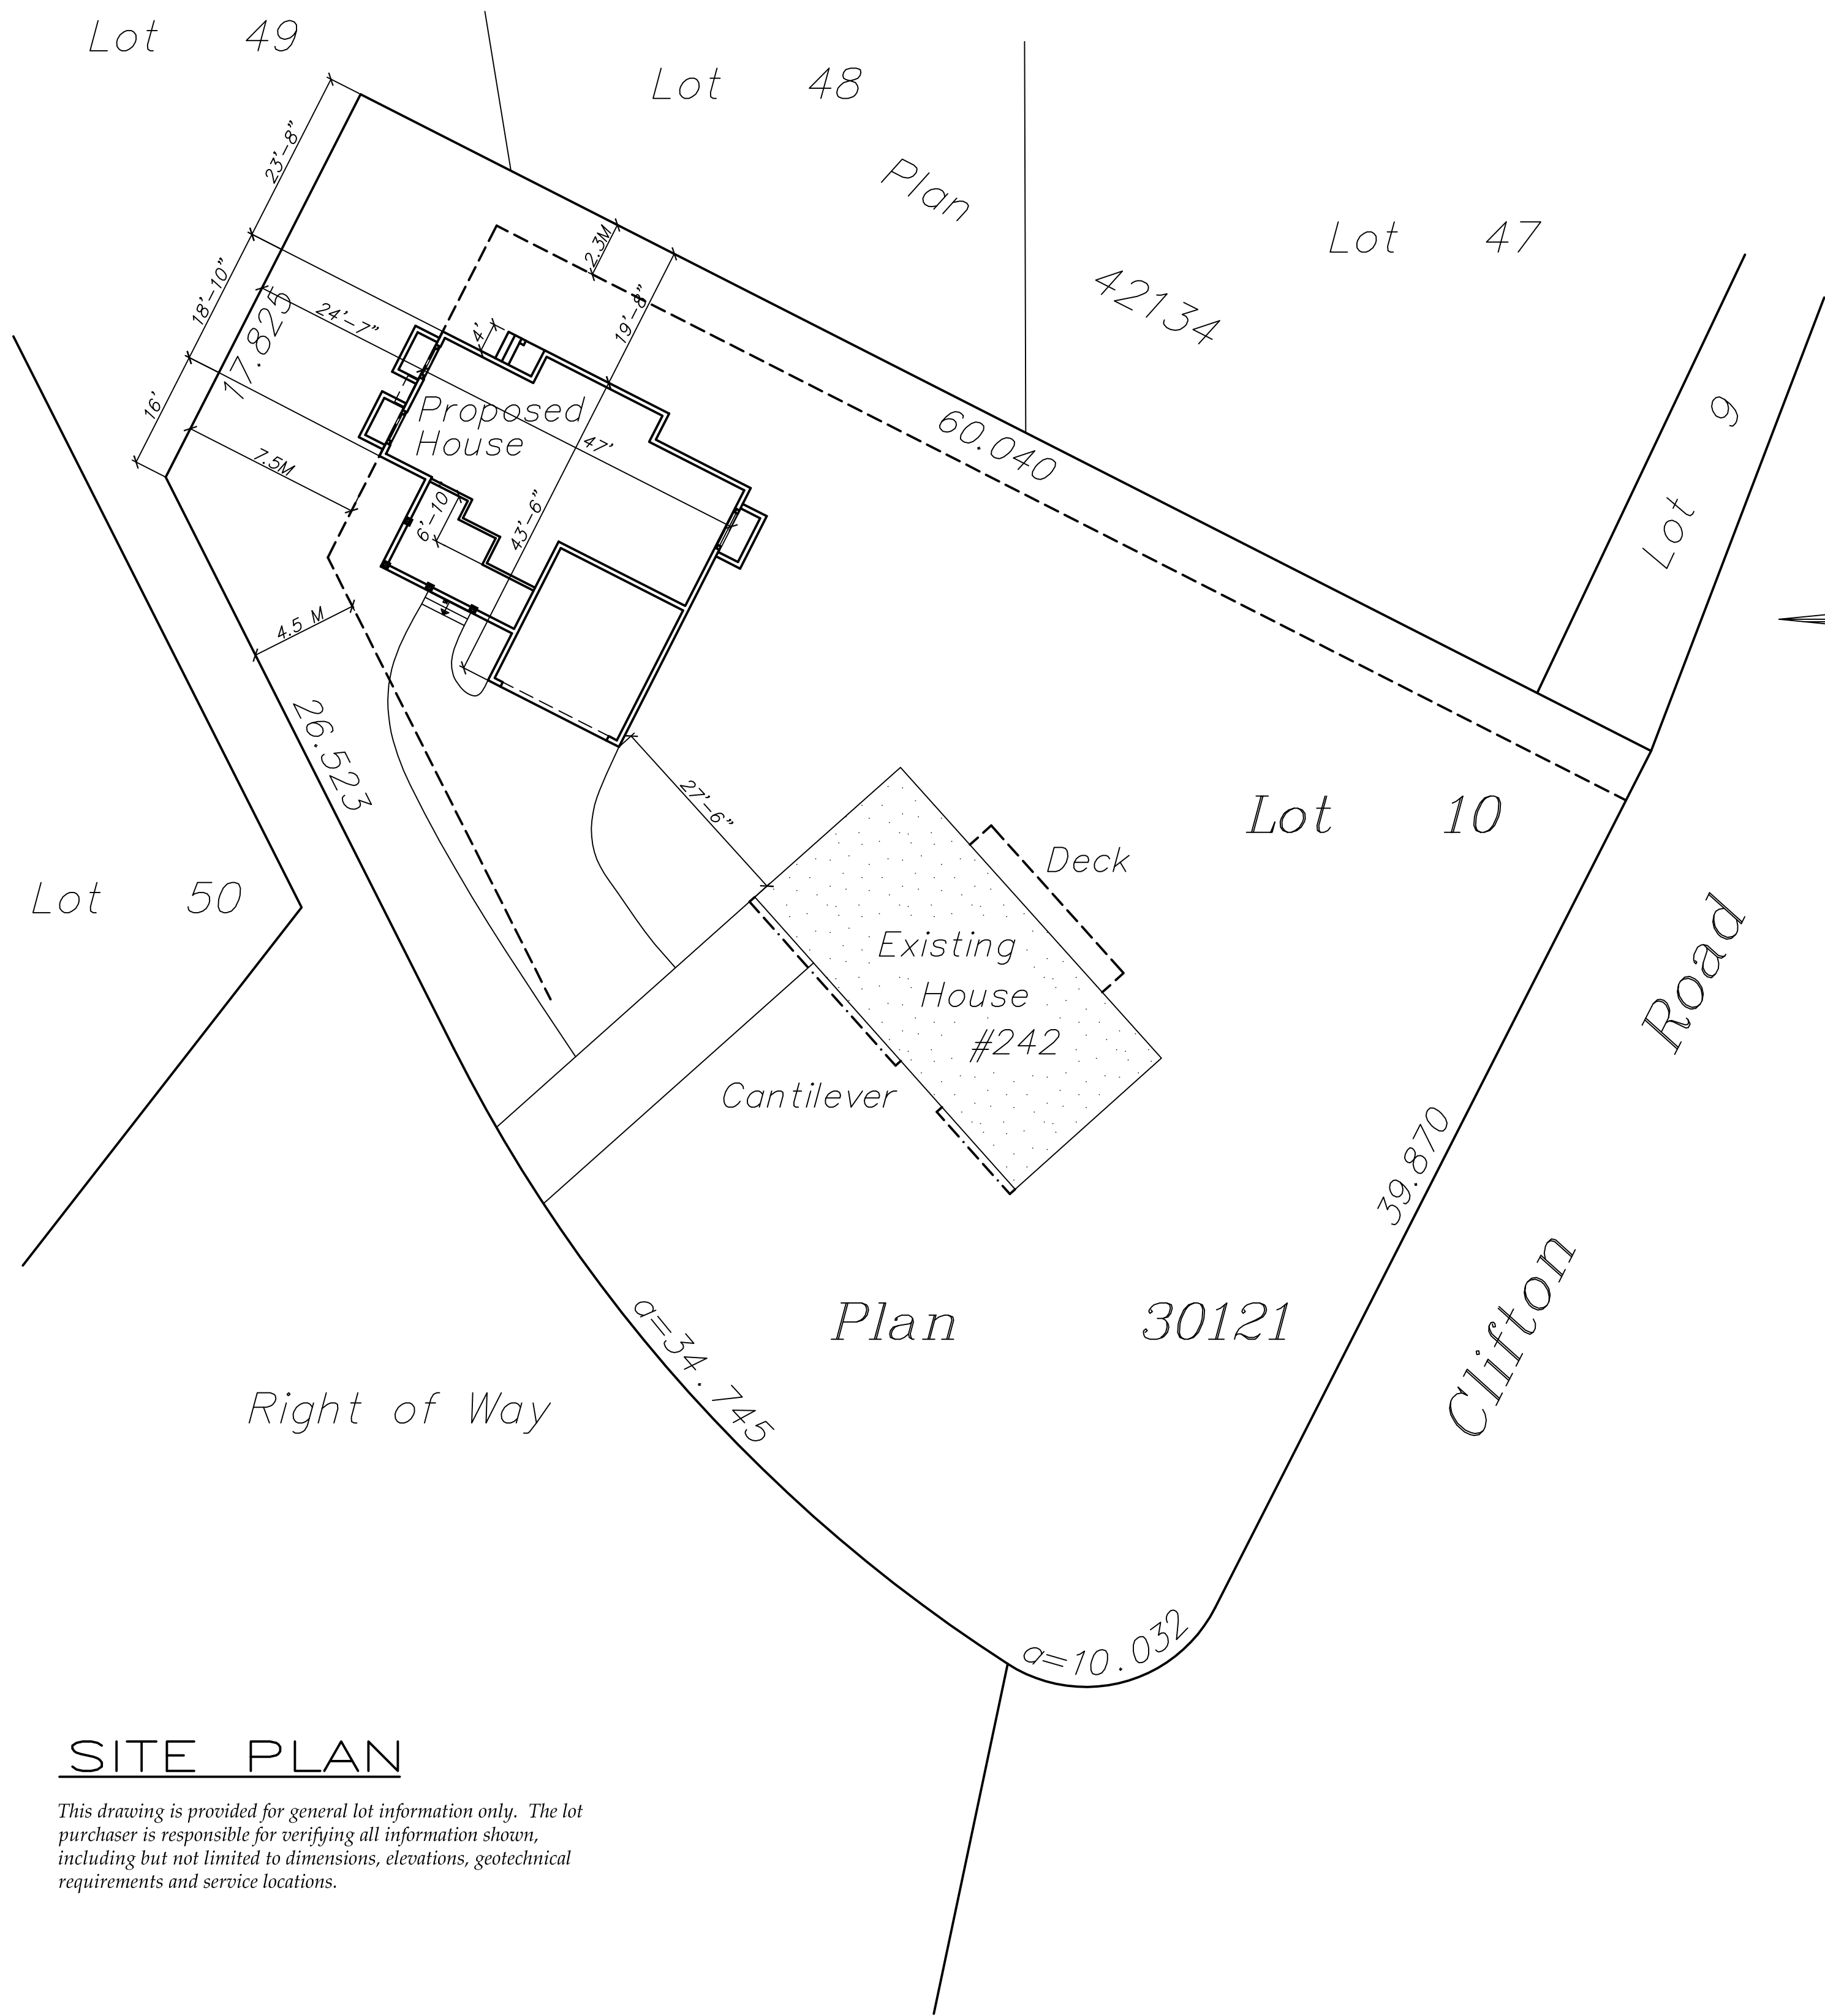 Lot 49
Lot 48
Plan
42134
Lot 47
Lot 9
23'-8"
18'-10"
16'
17.825
24'-7"
7.5M
4.5 M
2.3M
19'-8"
4'
Proposed
House
47'
6'-10
43'-6"
60.040
26.523
27'-6"
Lot 10
Deck
Existing
House
#242
Cantilever
Lot 50
Road
Clifton
39.870
Plan 30121
a=34.745
a=10.032
Right of Way
SITE PLAN
This drawing is provided for general lot information only. The lot
purchaser is responsible for verifying all information shown,
including but not limited to dimensions, elevations, geotechnical
requirements and service locations.